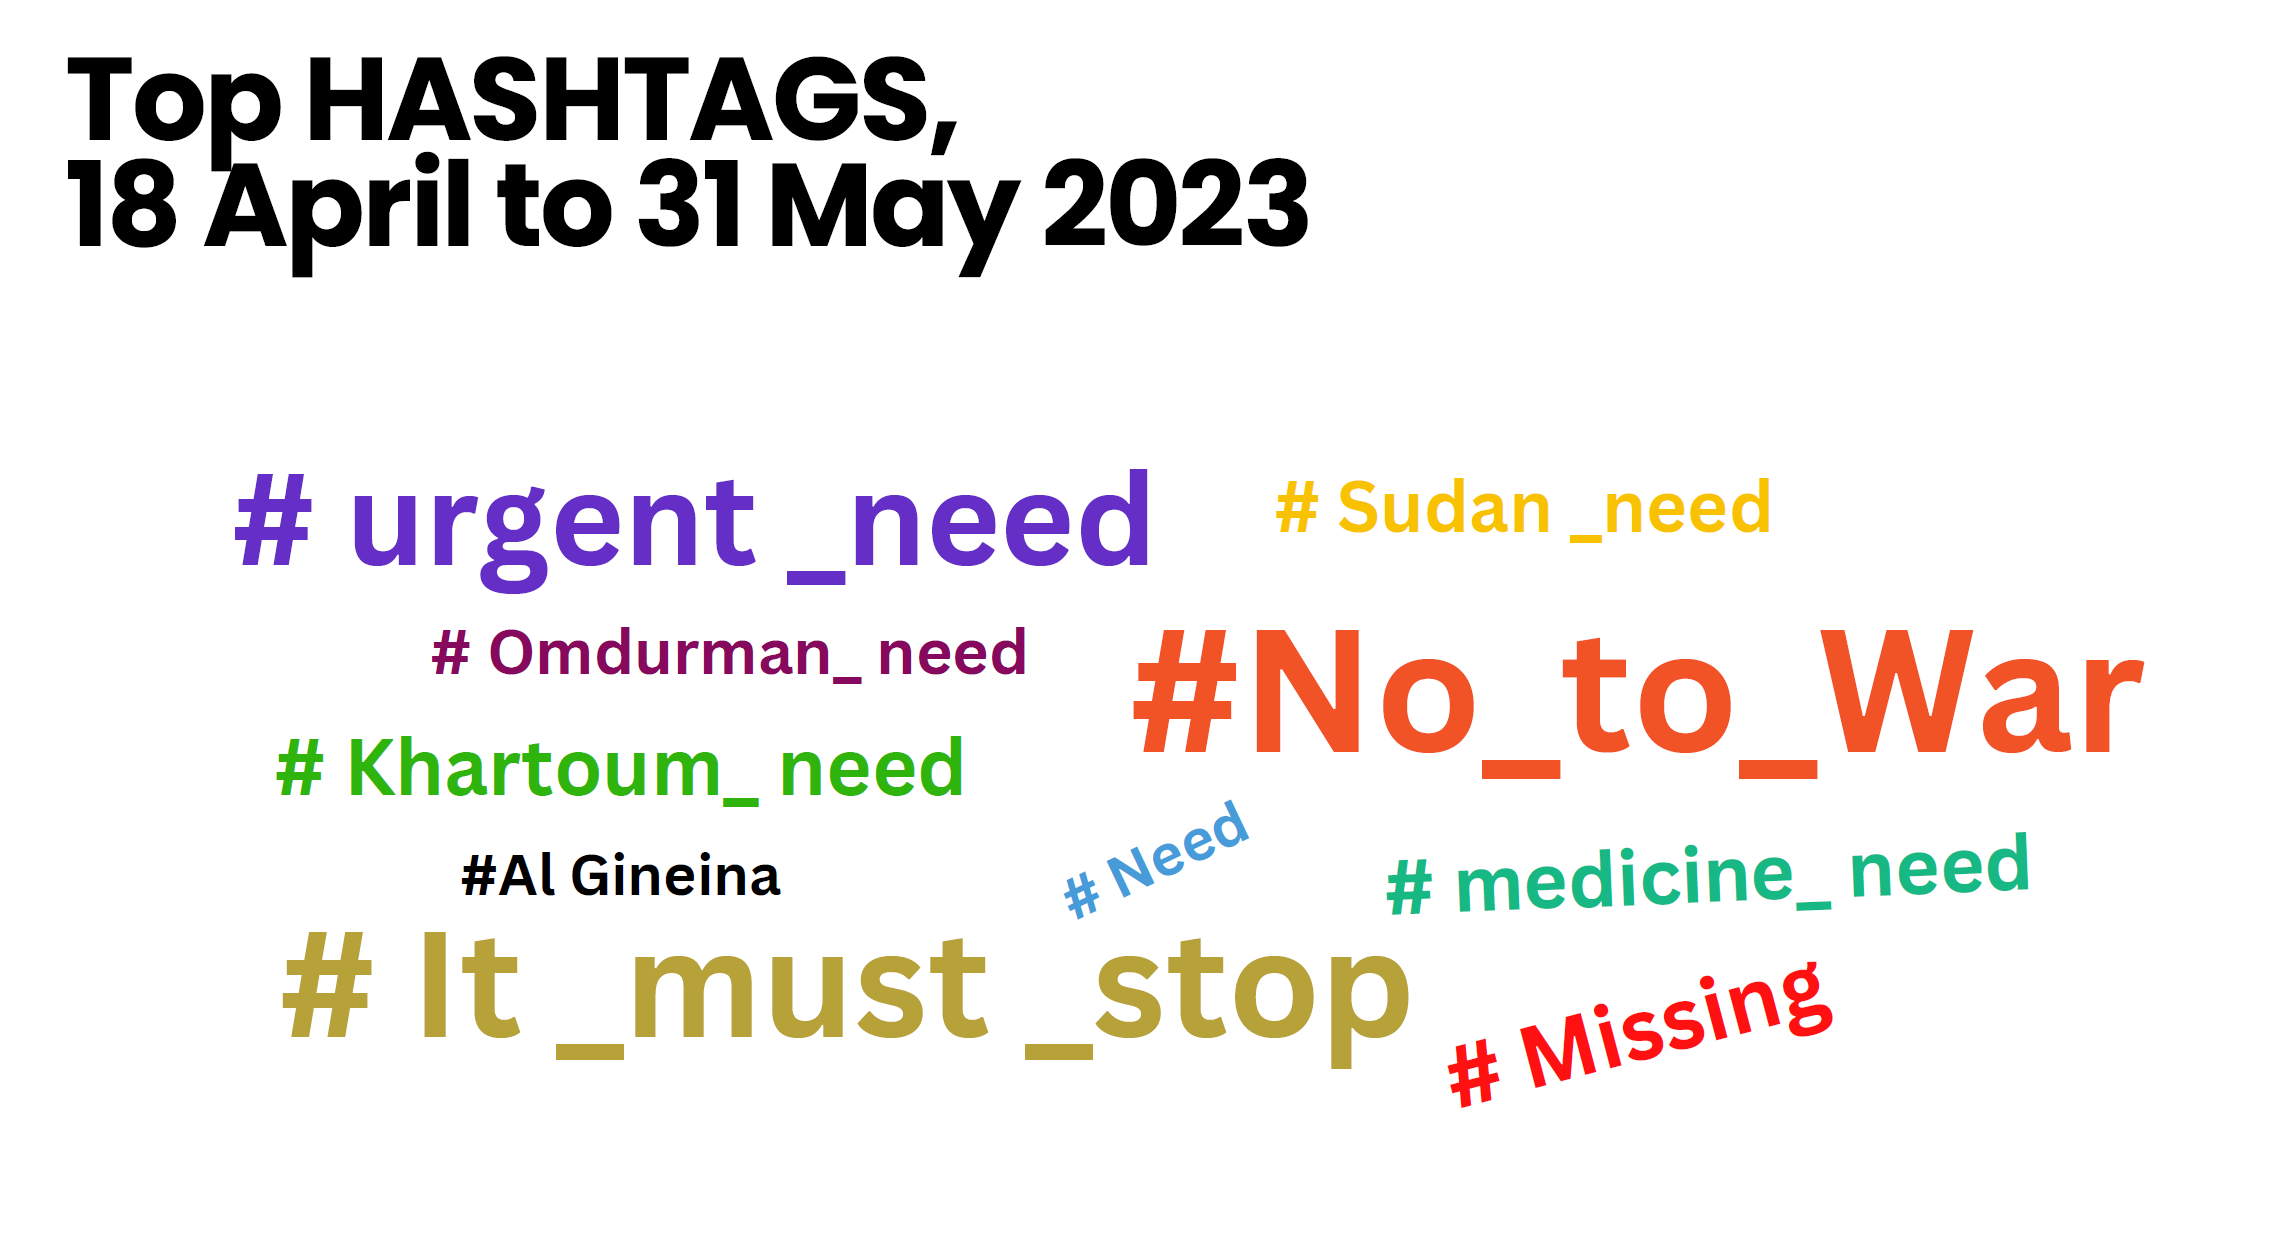 Top HASHTAGS,
18 April to 31 May 2023
# urgent _need
# Sudan _need
# Omdurman_ need
#No_to_War
# Khartoum_ need
# Need
# medicine_ need
#Al Gineina
# It _must _stop
# Missing